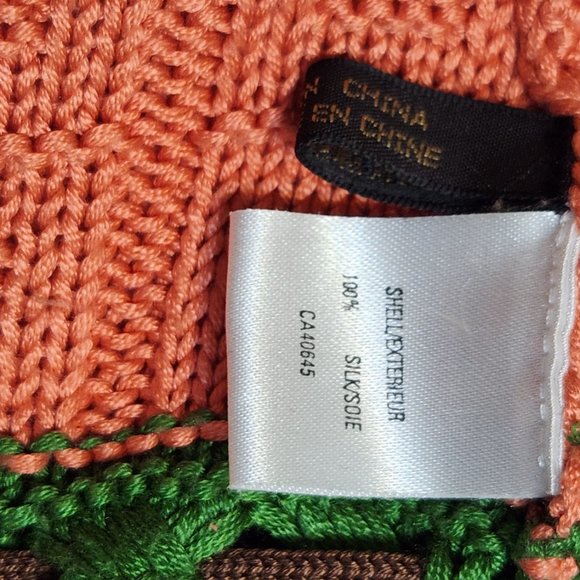 CHINA
EN CHINE
SHELL/EXTERIEUR
100% SILK/SOIE
CA40645